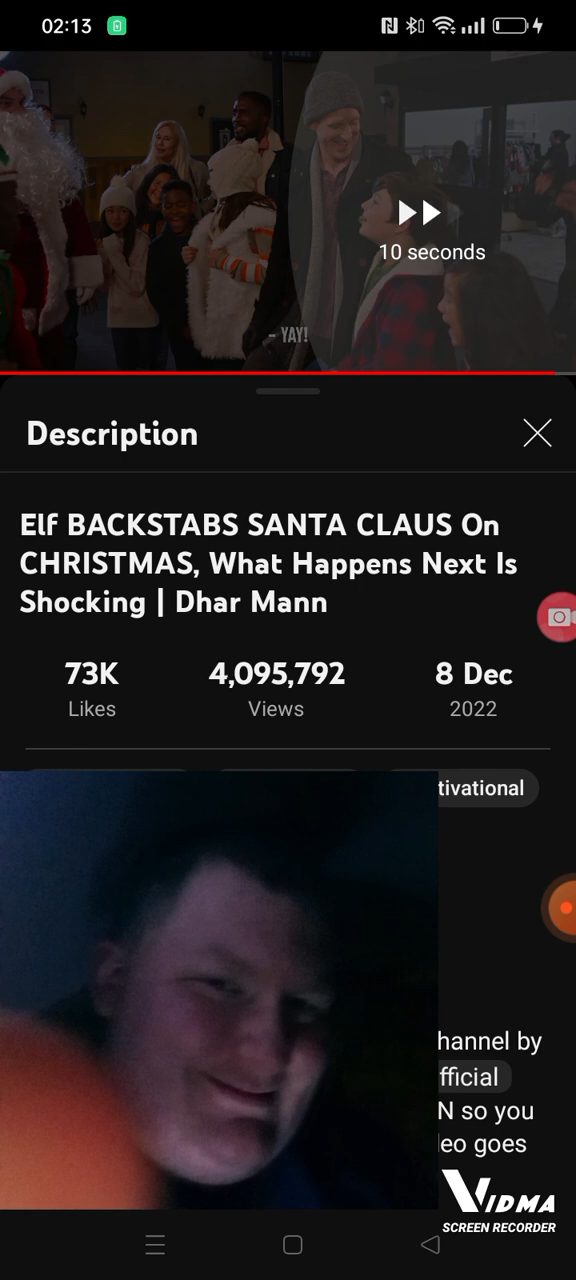 02:13
10 seconds
- YAY!
Description
Elf BACKSTABS SANTA CLAUS On
CHRISTMAS, What Happens Next Is
Shocking | Dhar Mann
73K
4,095,792
8 Dec
Likes
Views
2022
tivational
hannel by
fficial
N so you
eo goes
VIDMA
SCREEN RECORDER